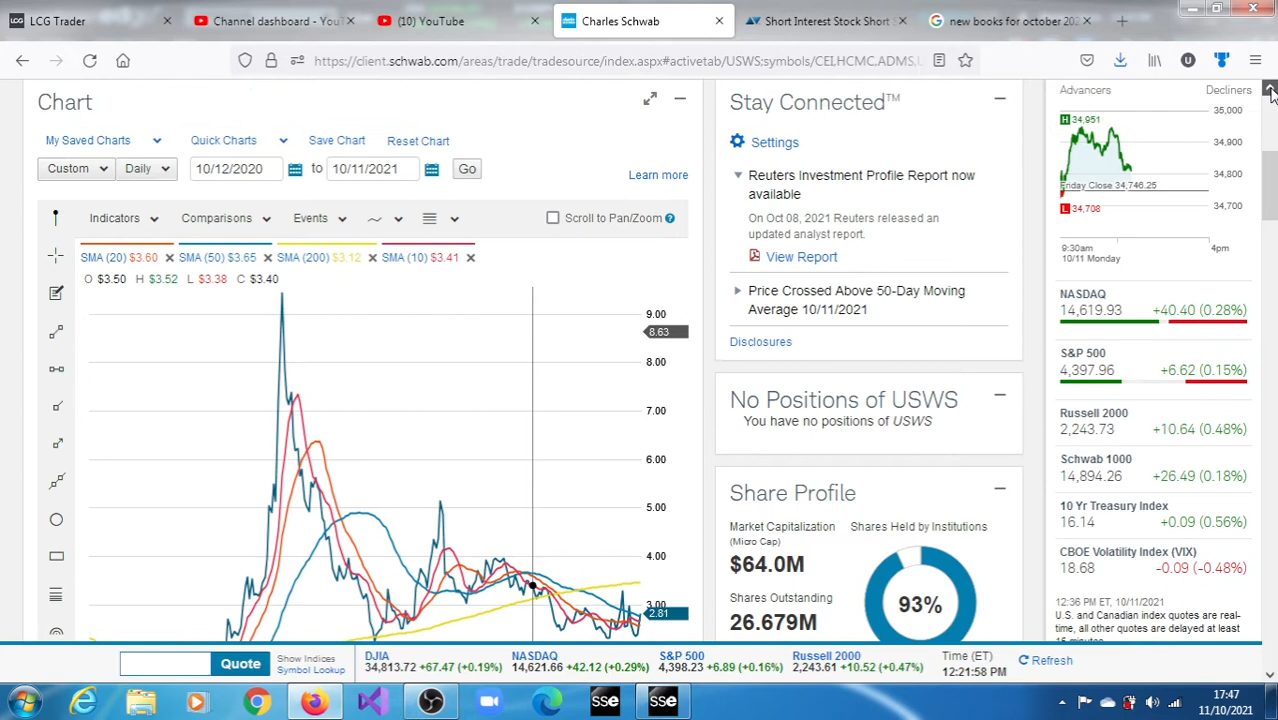 LCG Trader
Channel dashboard - YouT
(10) YouTube
Charles Schwab
Short Interest Stock Short S
new books for october 202
https://client.schwab.com/areas/trade/tradesource/index.aspx#activetab/USWS:symbols/CELHCMC.ADMS,U
Chart
My Saved Charts
Quick Charts
Save Chart
Reset Chart
Custom
Daily
10/12/2020
to
10/11/2021
Go
Learn more
Indicators
Comparisons
Events
Scroll to Pan/Zoom
SMA (20) $3.60
SMA (50) $3.65
SMA (200) $3.12
SMA (10) $3.41
O $3.50 H $3.52 L $3.38 C $3.40
9.00
8.63
8.00
7.00
6.00
5.00
4.00
3.00
2.81
Stay Connected™
Settings
Reuters Investment Profile Report now
available
On Oct 08, 2021 Reuters released an
updated analyst report.
View Report
Price Crossed Above 50-Day Moving
Average 10/11/2021
Disclosures
No Positions of USWS
You have no positions of USWS
Share Profile
Market Capitalization
(Micro Cap)
$64.0M
Shares Outstanding
26.679M
Shares Held by Institutions
93%
Advancers
Decliners
35,000
H 34,951
34,900
34,800
Friday Close 34,746.25
L 34,708
34,700
9:30am
4pm
10/11 Monday
NASDAQ
14,619.93 +40.40 (0.28%)
S&P 500
4,397.96 +6.62 (0.15%)
Russell 2000
2,243.73 +10.64 (0.48%)
Schwab 1000
14,894.26 +26.49 (0.18%)
10 Yr Treasury Index
16.14 +0.09 (0.56%)
CBOE Volatility Index (VIX)
18.68 -0.09 (-0.48%)
12:36 PM ET, 10/11/2021
U.S. and Canadian index quotes are real-
time, all other quotes are delayed at least
15 minutes.
Quote
Show Indices
Symbol Lookup
DJIA
34,813.72 +67.47 (+0.19%)
NASDAQ
14,621.66 +42.12 (+0.29%)
S&P 500
4,398.23 +6.89 (+0.16%)
Russell 2000
2,243.61 +10.52 (+0.47%)
Time (ET)
12:21:58 PM
Refresh
sse
sse
17:47
11/10/2021